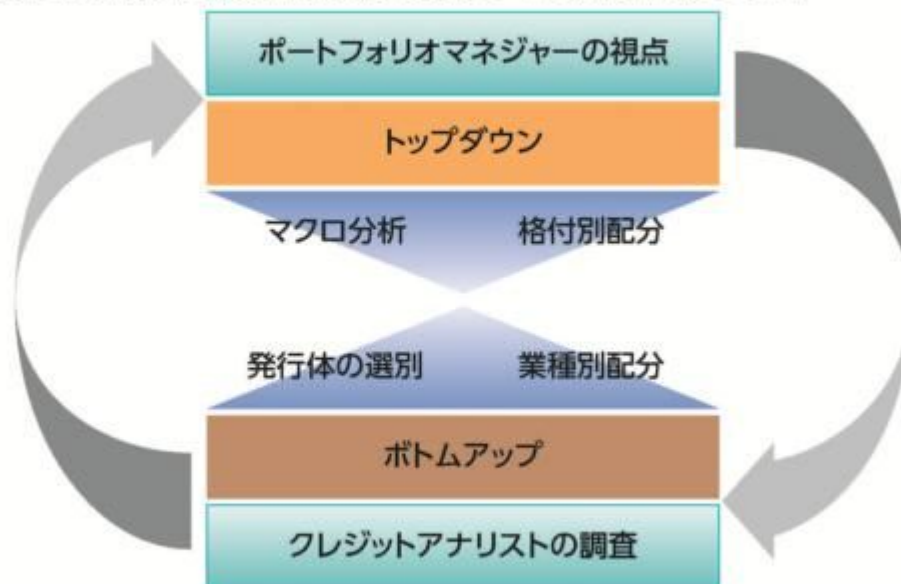 ポートフォリオマネジャーの視点
トップダウン
マクロ分析 格付別配分
発行体の選別 業種別配分
ボトムアップ
クレジットアナリストの調査